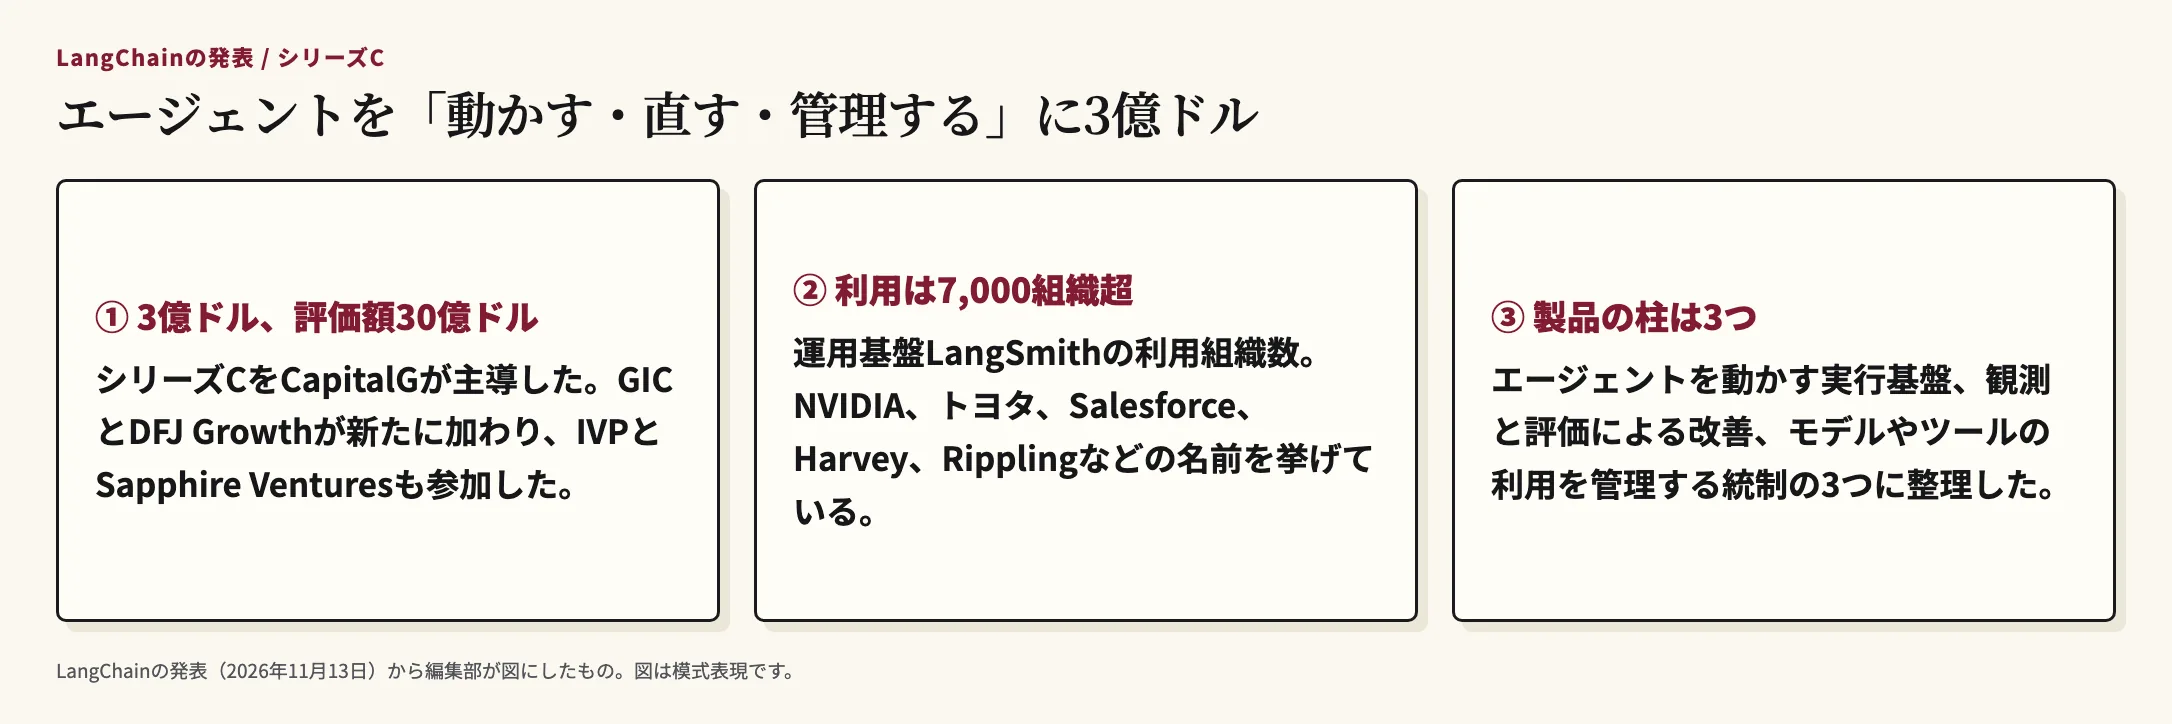 LangChainの発表 / シリーズC
エージェントを「動かす・直す・管理する」に3億ドル
① 3億ドル、評価額30億ドル
シリーズCをCapitalGが主導した。GIC
とDFJ Growthが新たに加わり、IVPと
Sapphire Venturesも参加した。
② 利用は7,000組織超
運用基盤LangSmithの利用組織数。
NVIDIA、トヨタ、Salesforce、
Harvey、Ripplingなどの名前を挙げて
いる。
③ 製品の柱は3つ
エージェントを動かす実行基盤、観測
と評価による改善、モデルやツールの
利用を管理する統制の3つに整理した。
LangChainの発表（2026年11月13日）から編集部が図にしたもの。図は模式表現です。